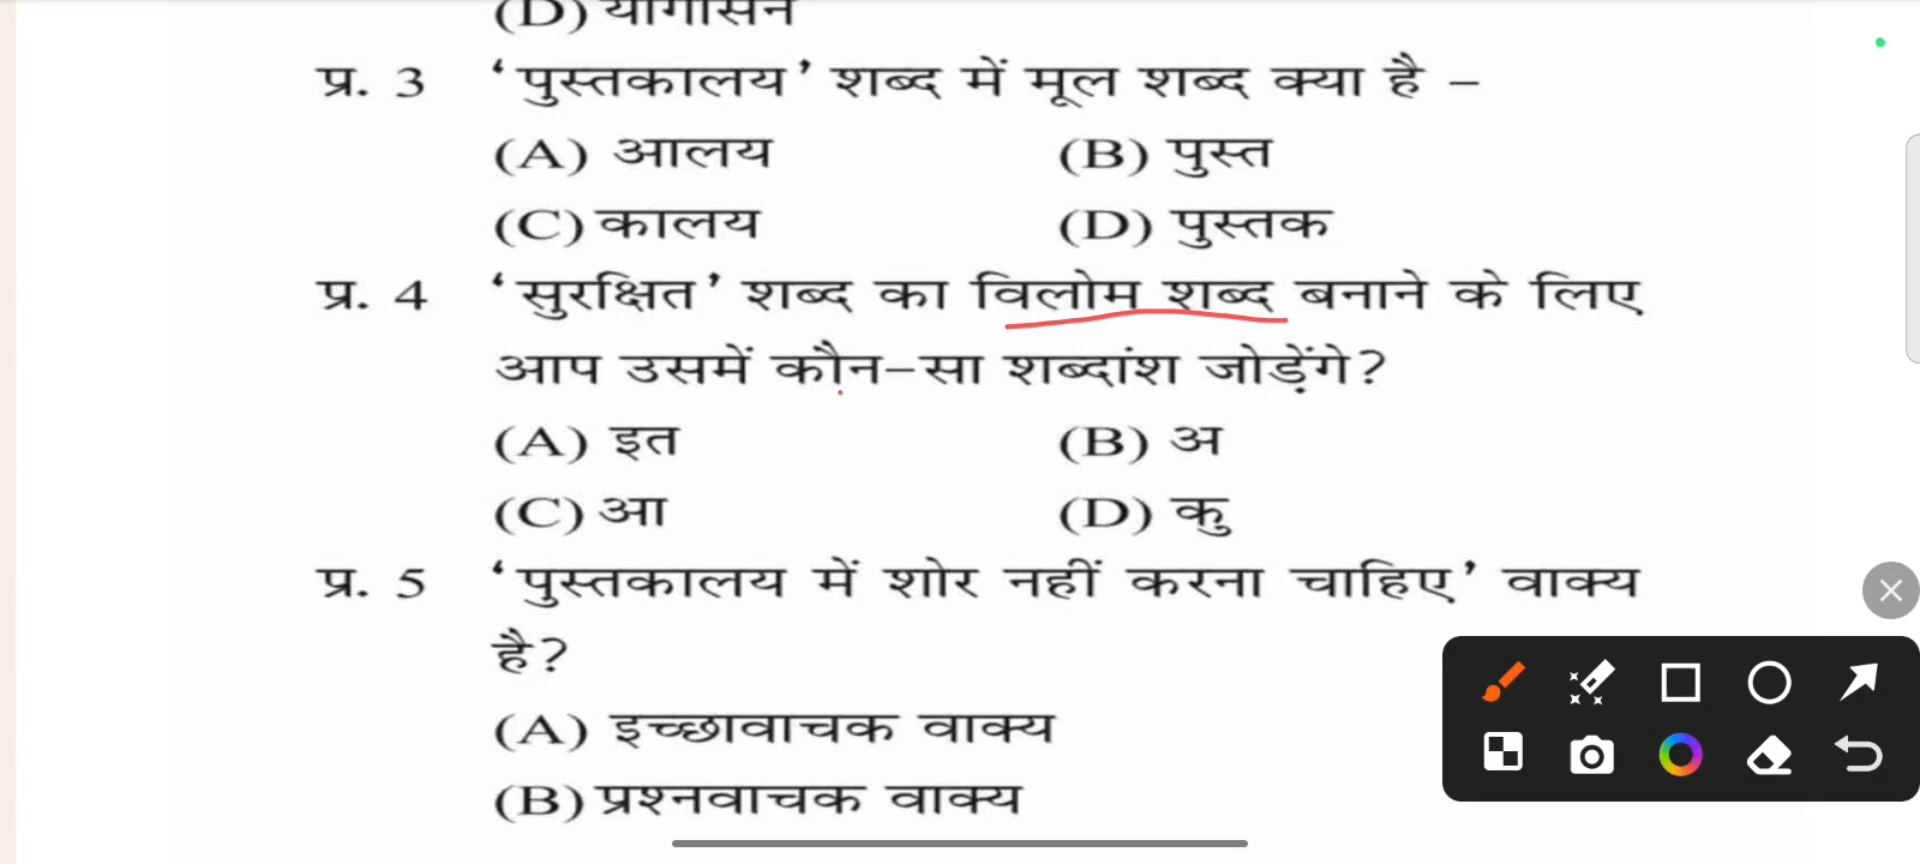 (D) योगासन
प्र. 3 ‘पुस्तकालय’ शब्द में मूल शब्द क्या है –
(A) आलय (B) पुस्त
(C) कालय (D) पुस्तक
प्र. 4 ‘सुरक्षित’ शब्द का विलोम शब्द बनाने के लिए
आप उसमें कौन–सा शब्दांश जोड़ेंगे?
(A) इत (B) अ
(C) आ (D) कु
प्र. 5 ‘पुस्तकालय में शोर नहीं करना चाहिए’ वाक्य
है?
(A) इच्छावाचक वाक्य
(B) प्रश्नवाचक वाक्य